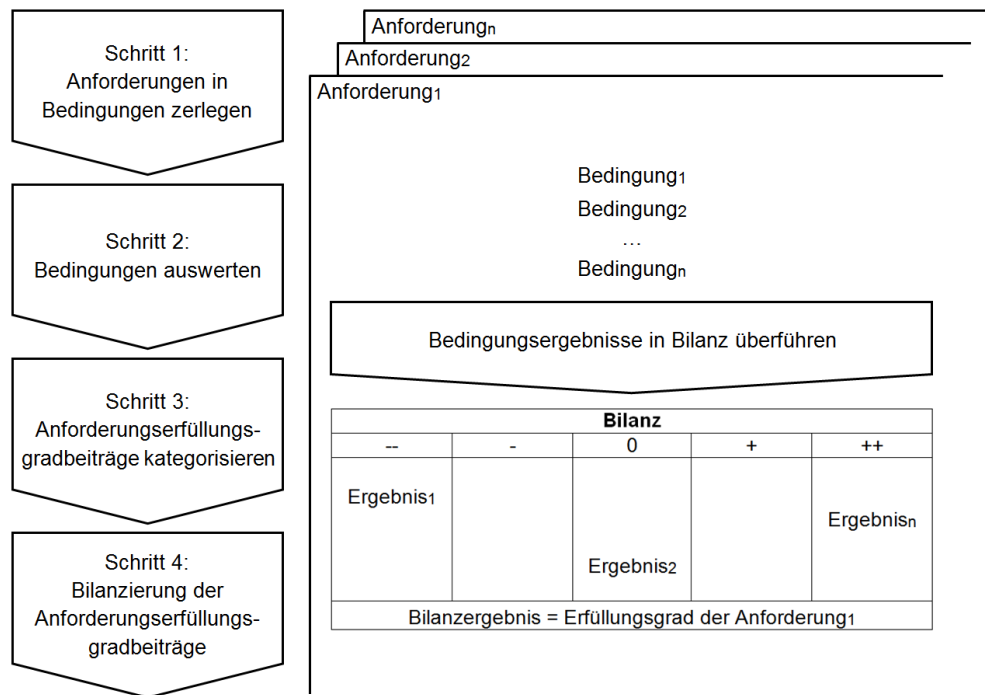 Schritt 1:
Anforderungen in
Bedingungen zerlegen
Schritt 2:
Bedingungen auswerten
Schritt 3:
Anforderungserfüllungs-
gradbeiträge kategorisieren
Schritt 4:
Bilanzierung der
Anforderungserfüllungs-
gradbeiträge
Anforderungn
Anforderung2
Anforderung1
Bedingung1
Bedingung2
...
Bedingungn
Bedingungsergebnisse in Bilanz überführen
Bilanz
-- - 0 + ++
Ergebnis1
Ergebnisn
Ergebnis2
Bilanzergebnis = Erfüllungsgrad der Anforderung1